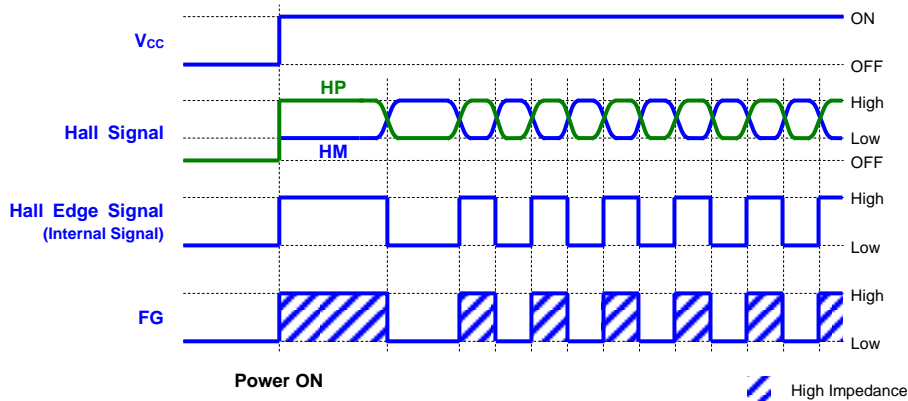 V_CC
ON
OFF
Hall Signal
HP
HM
High
Low
OFF
Hall Edge Signal
(Internal Signal)
High
Low
FG
High
Low
Power ON
High Impedance